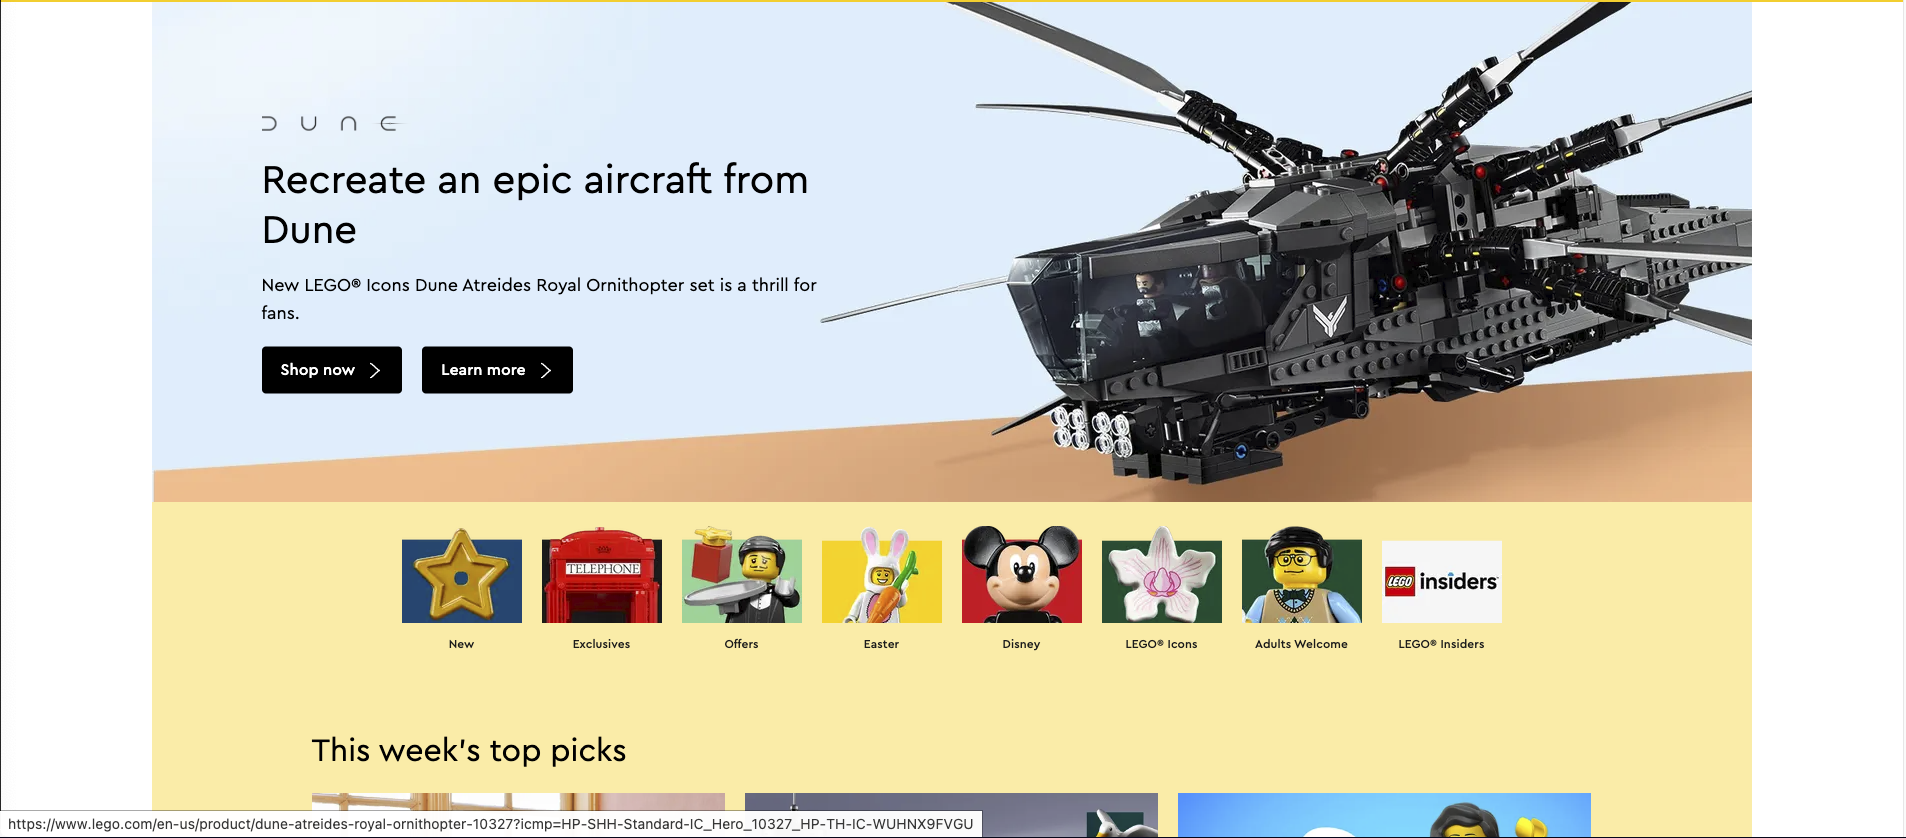 DUNE
Recreate an epic aircraft from
Dune
New LEGO® Icons Dune Atreides Royal Ornithopter set is a thrill for
fans.
Shop now
Learn more
TELEPHONE
LEGO insiders
New
Exclusives
Offers
Easter
Disney
LEGO® Icons
Adults Welcome
LEGO® Insiders
This week's top picks
https://www.lego.com/en-us/product/dune-atreides-royal-ornithopter-10327?icmp=HP-SHH-Standard-IC_Hero_10327_HP-TH-IC-WUHNX9FVGU